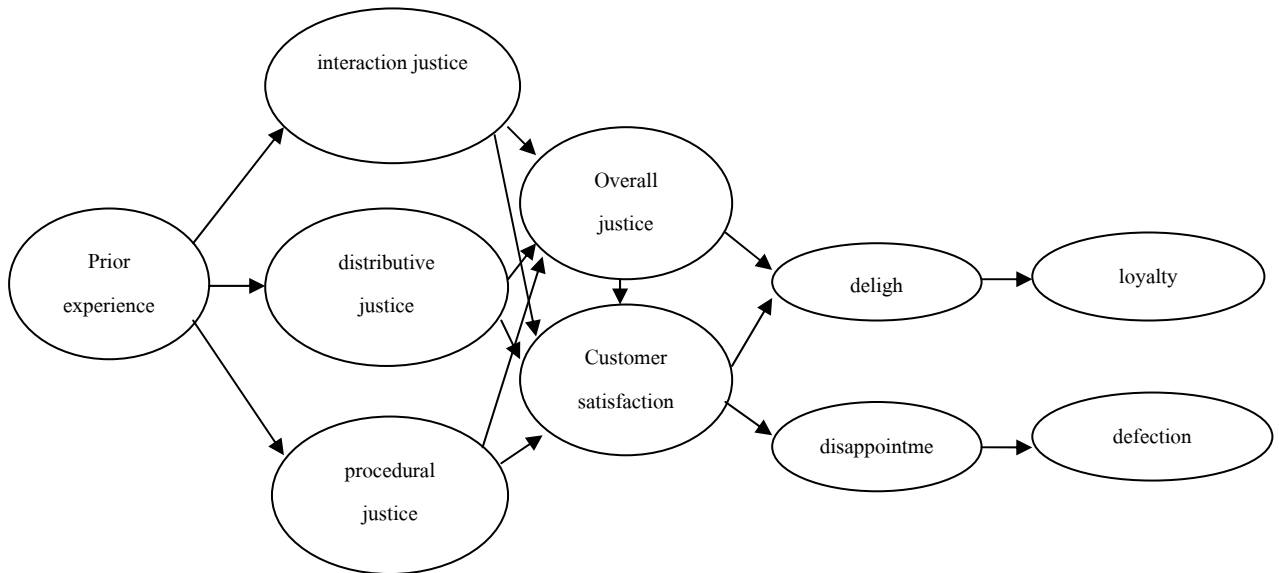 interaction justice
Overall
justice
Prior
experience
distributive
justice
deligh
loyalty
Customer
satisfaction
disappointme
defection
procedural
justice